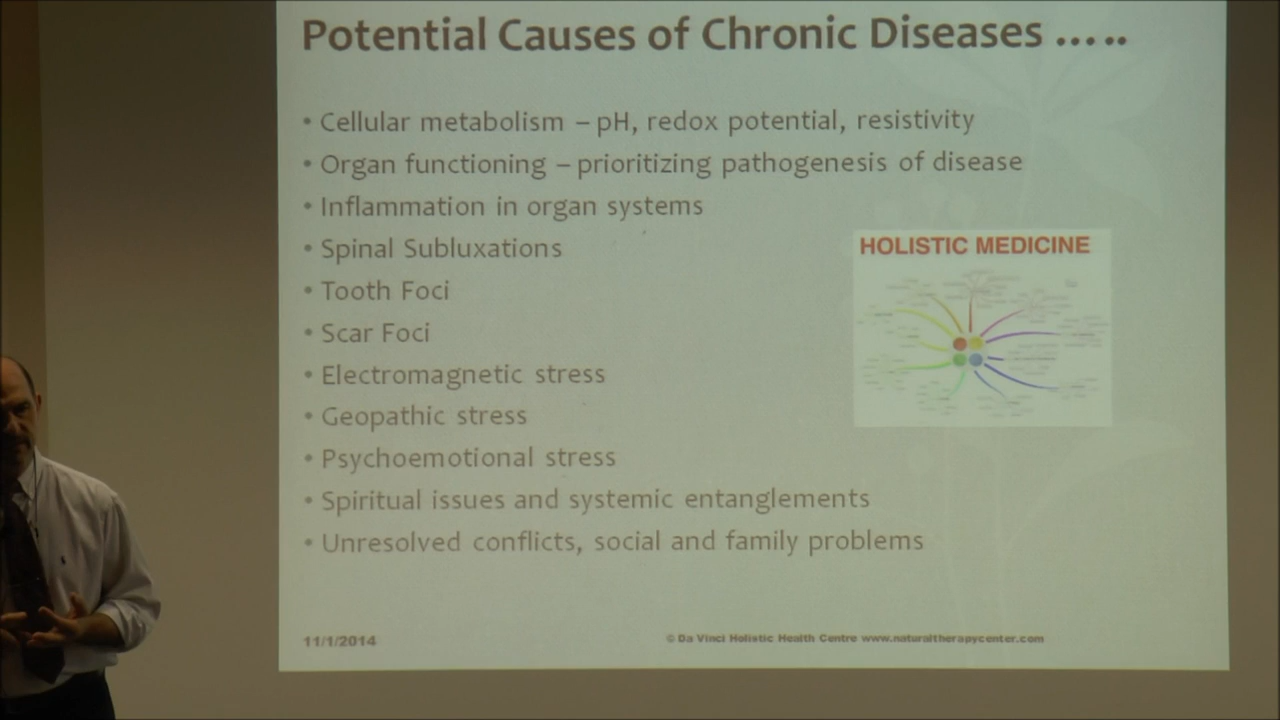 Potential Causes of Chronic Diseases …..
• Cellular metabolism – pH, redox potential, resistivity
• Organ functioning – prioritizing pathogenesis of disease
• Inflammation in organ systems
• Spinal Subluxations
• Tooth Foci
• Scar Foci
• Electromagnetic stress
• Geopathic stress
• Psychoemotional stress
• Spiritual issues and systemic entanglements
• Unresolved conflicts, social and family problems
HOLISTIC MEDICINE
11/1/2014
© Da Vinci Holistic Health Centre www.naturaltherapycenter.com